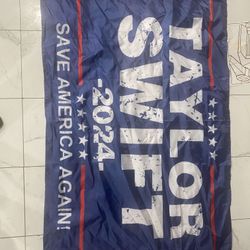 TAYLOR
SWIFT
-2024-
SAVE AMERICA AGAIN!